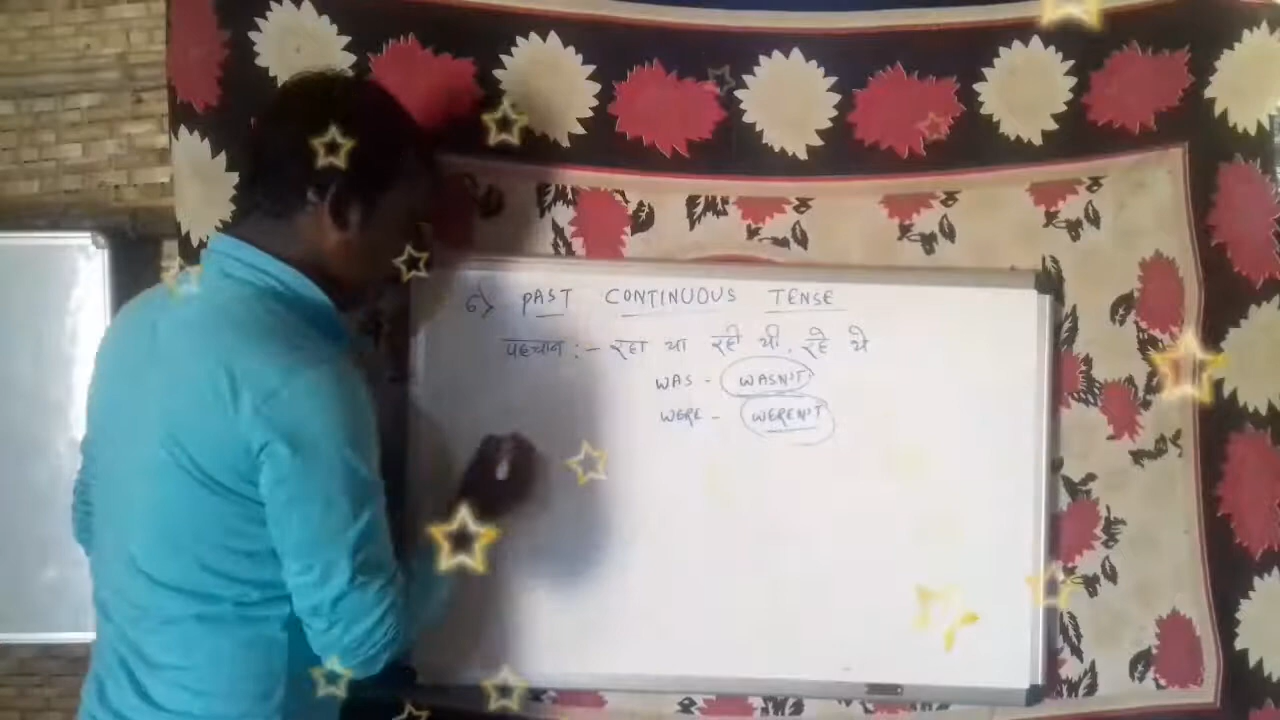 6) PAST CONTINUOUS TENSE
पहचान :- रहा था रही थी, रहे थे
WAS - WASN'T
WERE - WEREN'T